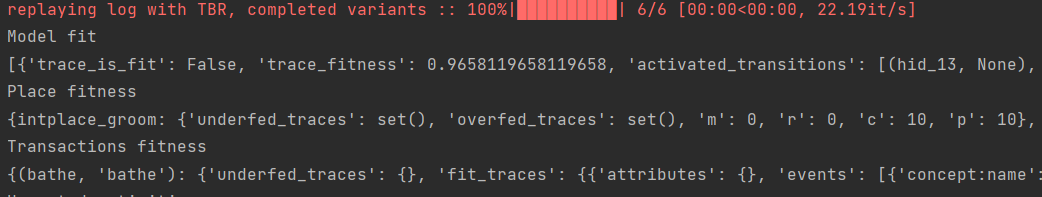 replaying log with TBR, completed variants :: 100%|██████████| 6/6 [00:00<00:00, 22.19it/s]
Model fit
[{'trace_is_fit': False, 'trace_fitness': 0.9658119658119658, 'activated_transitions': [(hid_13, None),
Place fitness
{intplace_groom: {'underfed_traces': set(), 'overfed_traces': set(), 'm': 0, 'r': 0, 'c': 10, 'p': 10},
Transactions fitness
{(bathe, 'bathe'): {'underfed_traces': {}, 'fit_traces': {{'attributes': {}, 'events': [{'concept:name':